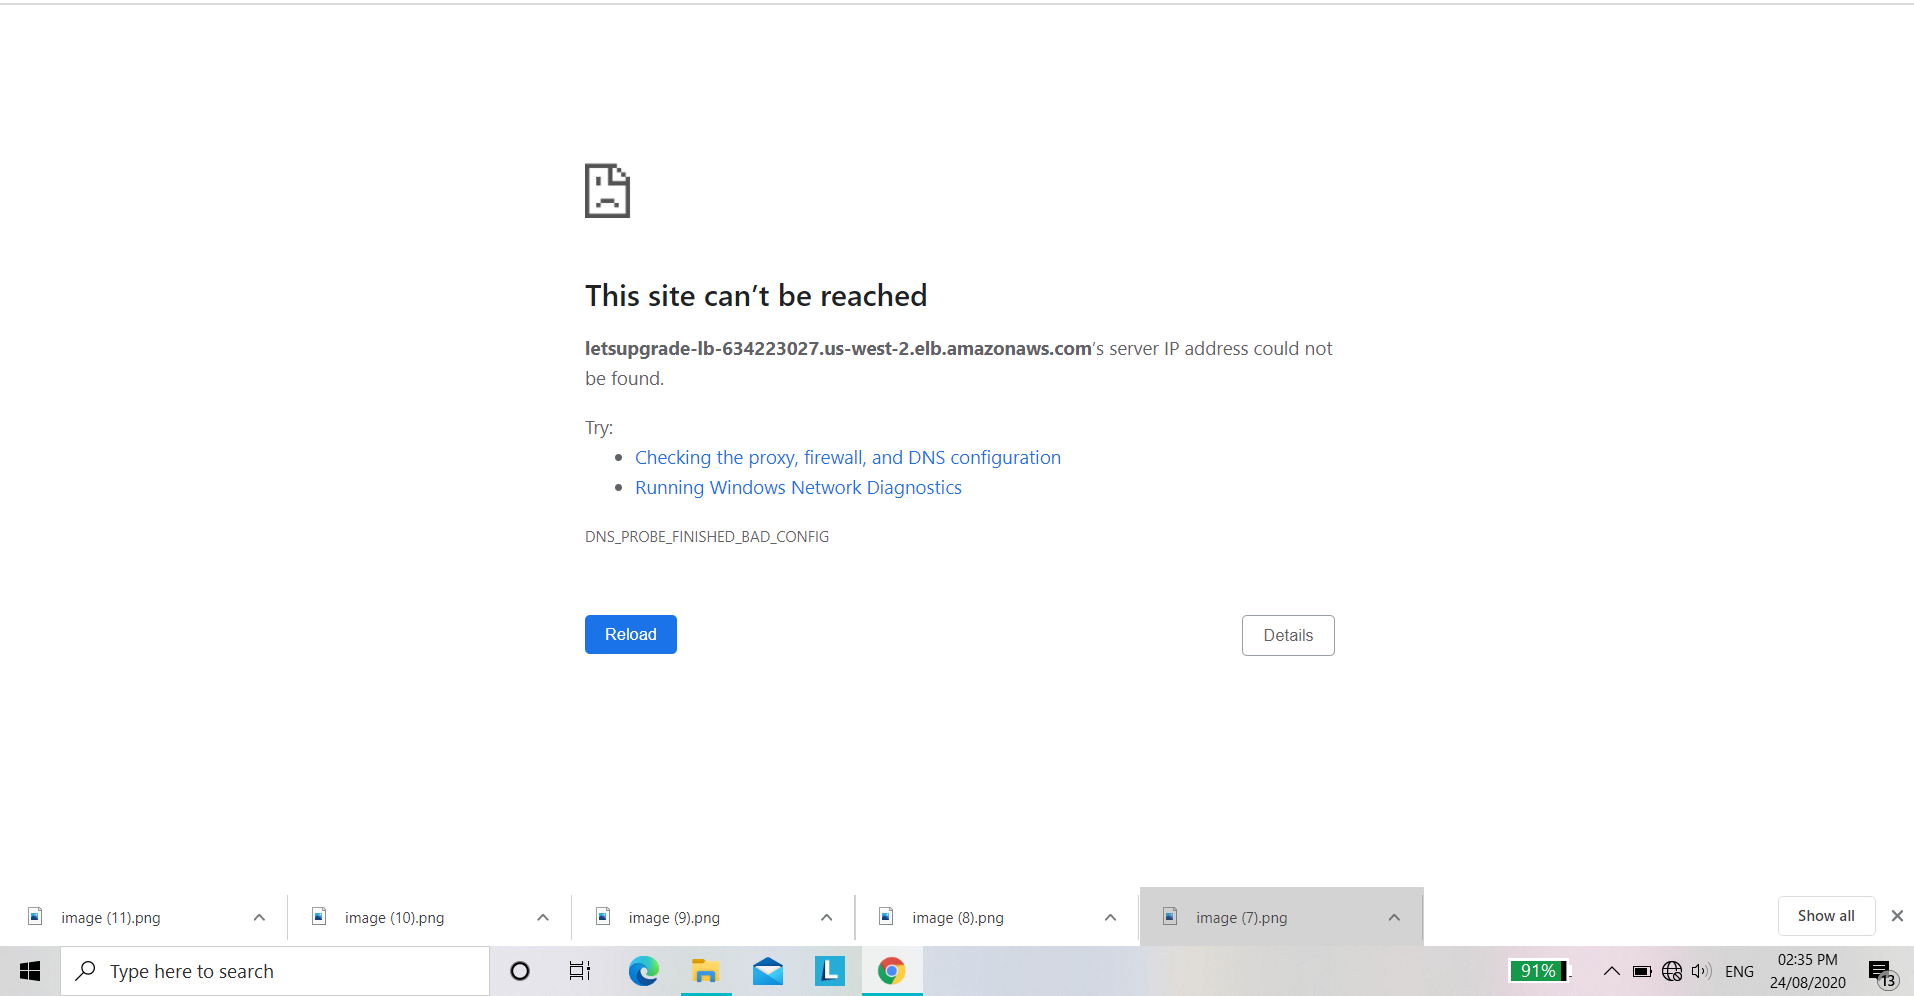 This site can’t be reached
letsupgrade-lb-634223027.us-west-2.elb.amazonaws.com’s server IP address could not
be found.
Try:
Checking the proxy, firewall, and DNS configuration
Running Windows Network Diagnostics
DNS_PROBE_FINISHED_BAD_CONFIG
Reload
Details
image (11).png
image (10).png
image (9).png
image (8).png
image (7).png
Show all
Type here to search
L
91%
ENG
02:35 PM
24/08/2020
13